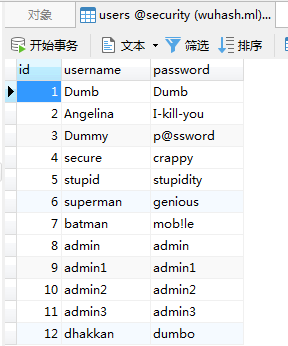 对象 users @security (wuhash.ml)...
开始事务 文本 筛选 排序
id username password
1 Dumb Dumb
2 Angelina I-kill-you
3 Dummy p@ssword
4 secure crappy
5 stupid stupidity
6 superman genious
7 batman mob!le
8 admin admin
9 admin1 admin1
10 admin2 admin2
11 admin3 admin3
12 dhakkan dumbo